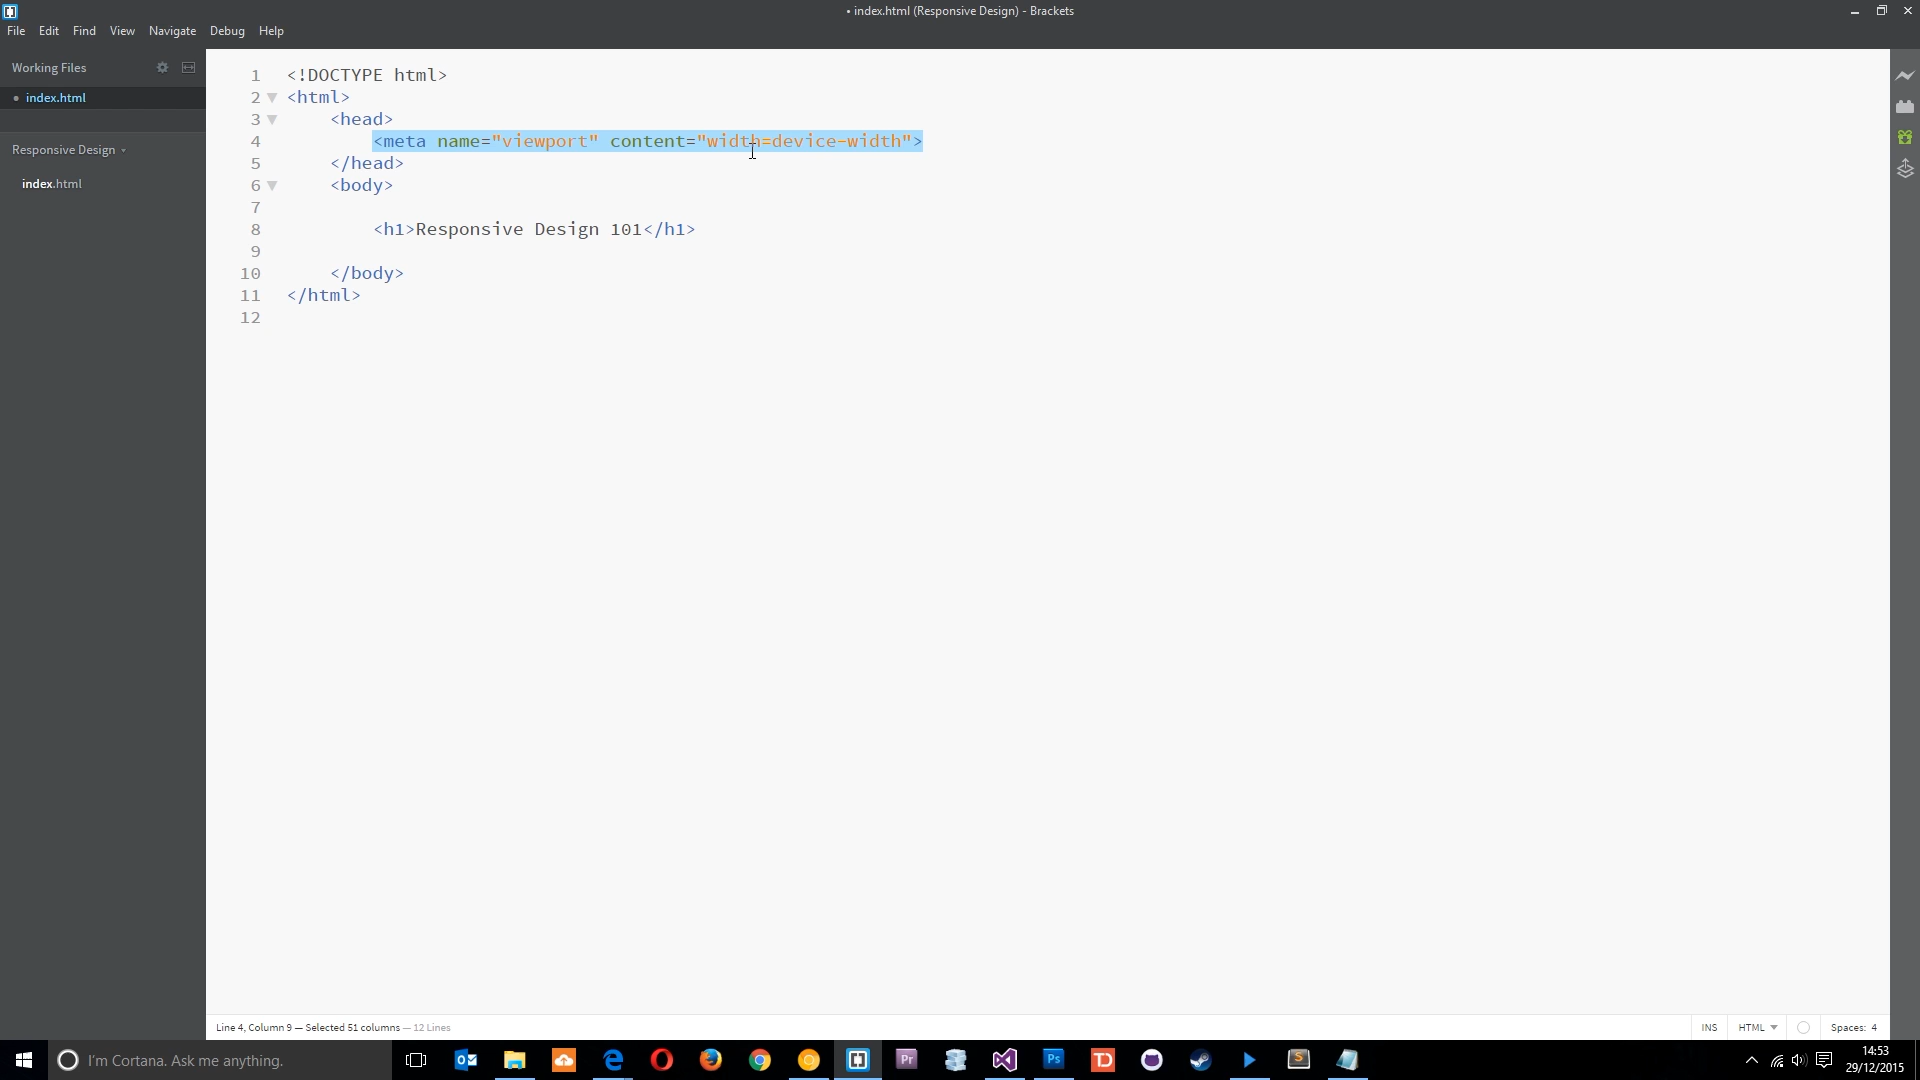 • index.html (Responsive Design) - Brackets
File Edit Find View Navigate Debug Help
Working Files
• index.html
Responsive Design
index.html
1 <!DOCTYPE html>
2 <html>
3 <head>
4 <meta name="viewport" content="width=device-width">
5 </head>
6 <body>
7
8 <h1>Responsive Design 101</h1>
9
10 </body>
11 </html>
12
Line 4, Column 9 — Selected 51 columns — 12 Lines
INS HTML Spaces: 4
I'm Cortana. Ask me anything.
Pr
Ps
TD
S
14:53
29/12/2015